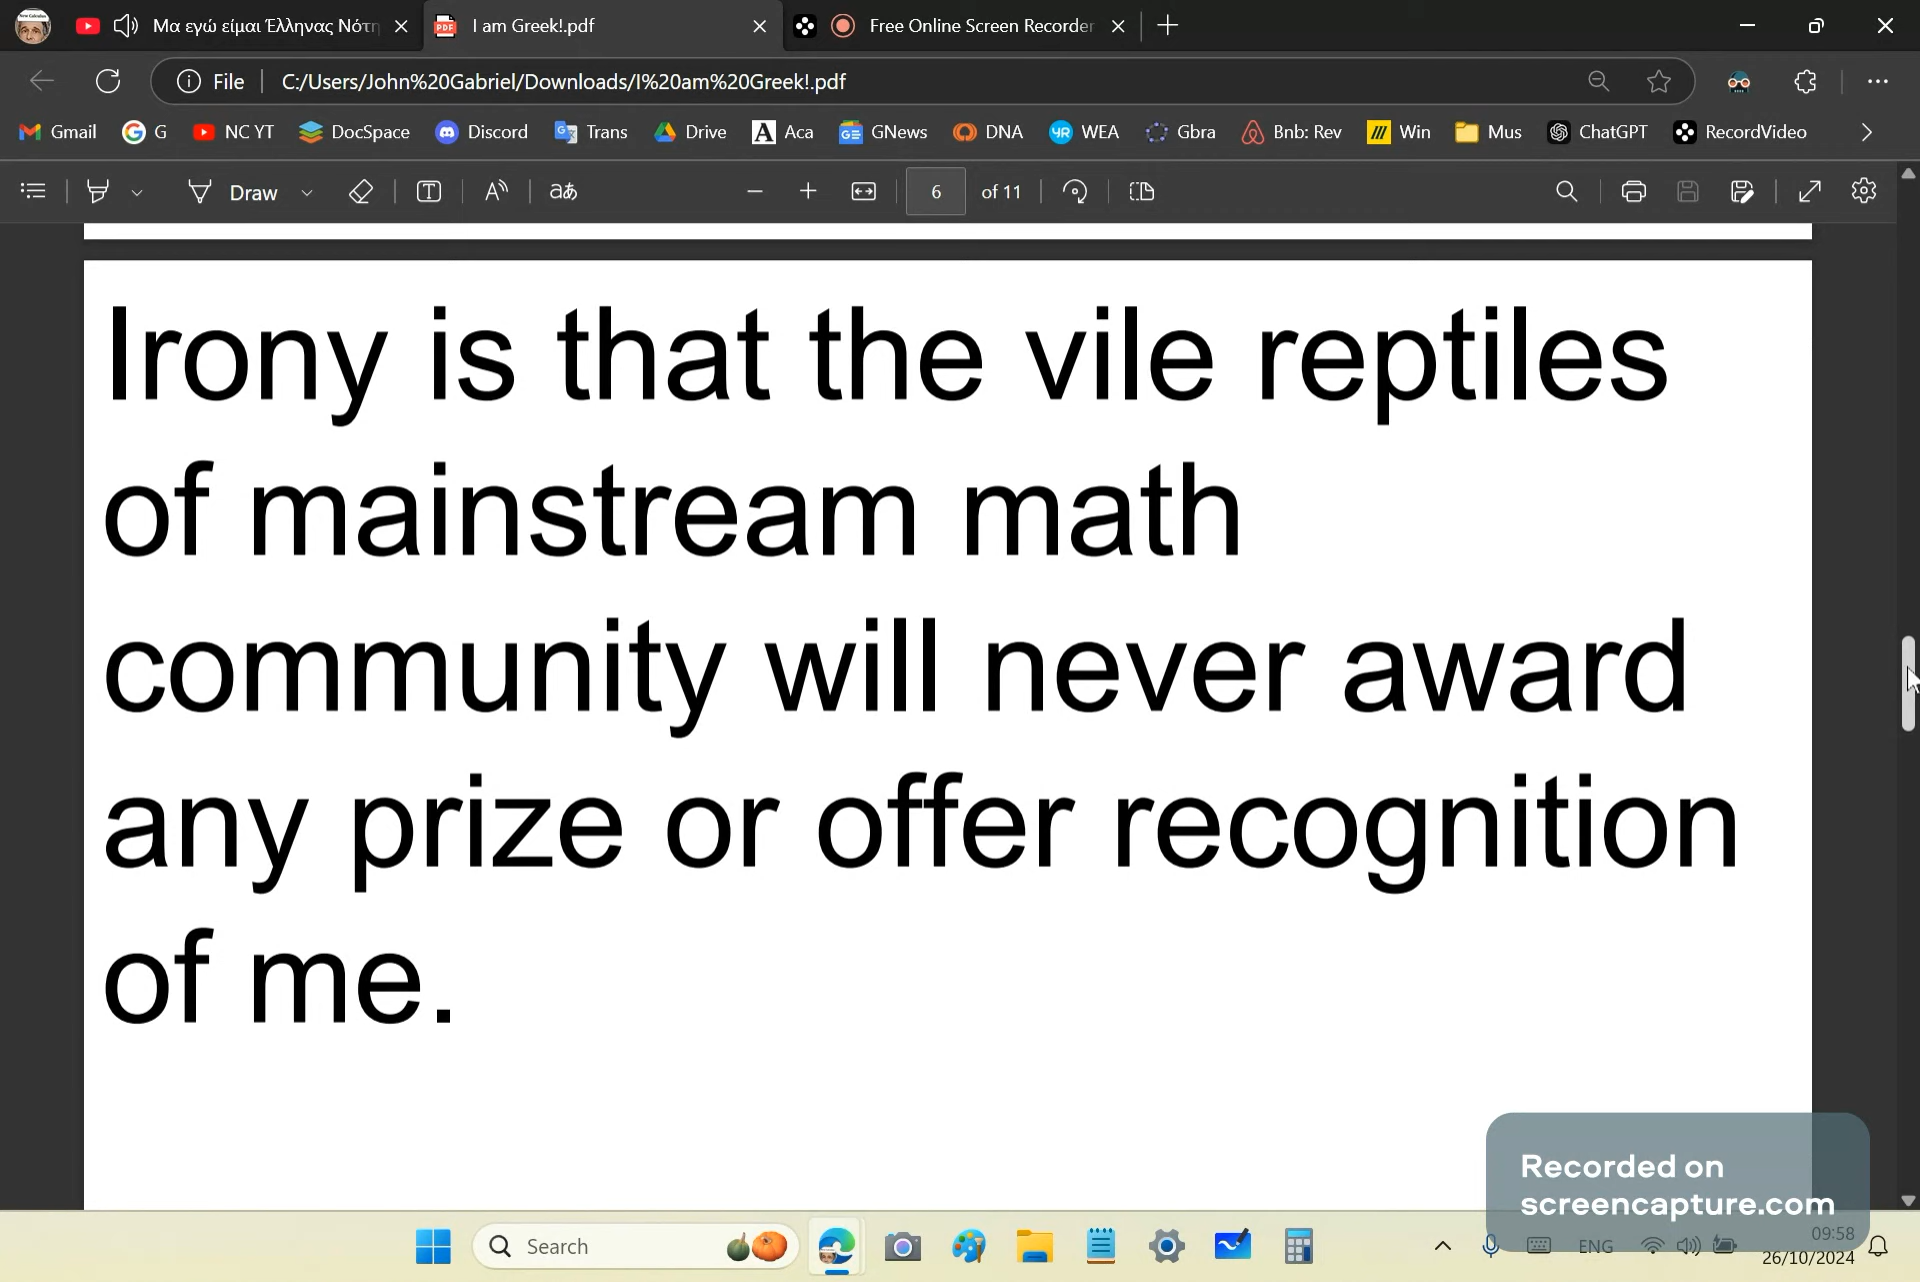 Μα εγώ είμαι Έλληνας Νότη
I am Greek!.pdf
Free Online Screen Recorder
File
C:/Users/John%20Gabriel/Downloads/I%20am%20Greek!.pdf
Gmail
G
NC YT
DocSpace
Discord
Trans
Drive
Aca
GNews
DNA
WEA
Gbra
Bnb: Rev
Win
Mus
ChatGPT
RecordVideo
Draw
6 of 11
Irony is that the vile reptiles
of mainstream math
community will never award
any prize or offer recognition
of me.
Recorded on
screencapture.com
Search
ENG
09:58
26/10/2024